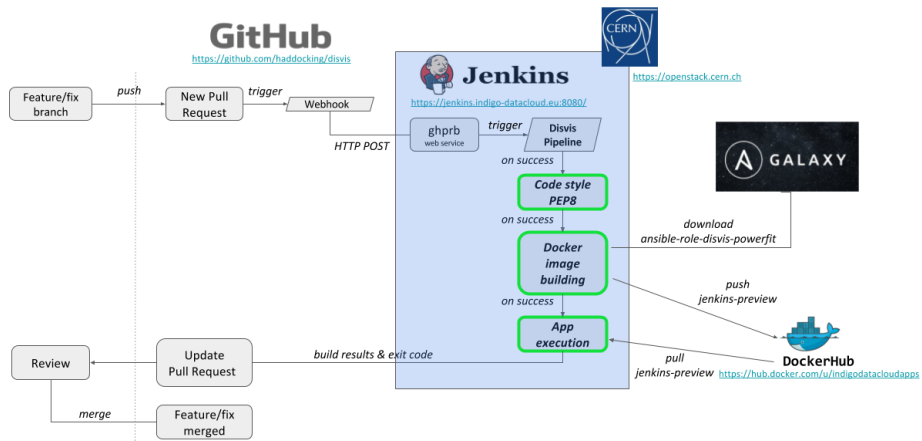 GitHub
https://github.com/haddocking/disvis
CERN
https://openstack.cern.ch
Jenkins
https://jenkins.indigo-datacloud.eu:8080/
Feature/fix
branch
push
New Pull
Request
trigger
Webhook
HTTP POST
ghprb
web service
trigger
Disvis
Pipeline
on success
Code style
PEP8
on success
Docker
image
building
on success
App
execution
A GALAXY
download
ansible-role-disvis-powerfit
push
jenkins-preview
DockerHub
https://hub.docker.com/u/indigodatacloudapps
pull
jenkins-preview
build results & exit code
Update
Pull Request
Review
merge
Feature/fix
merged